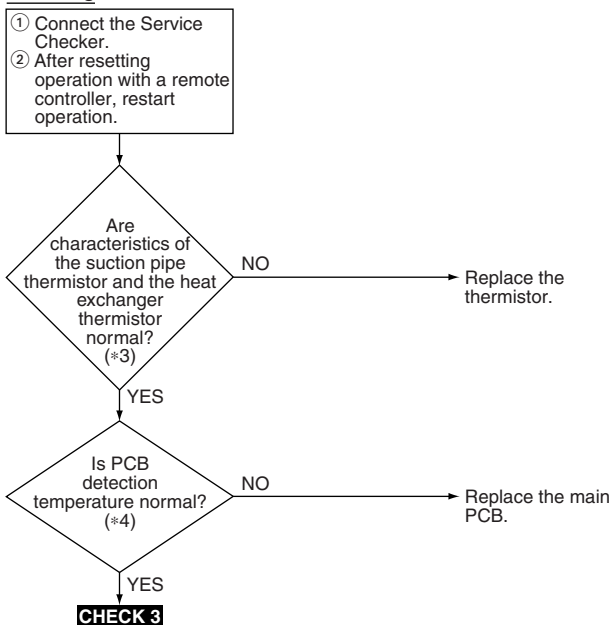 ① Connect the Service
Checker.
② After resetting
operation with a remote
controller, restart
operation.
Are
characteristics of
the suction pipe
thermistor and the heat
exchanger
thermistor
normal?
(*3)
NO
Replace the
thermistor.
YES
Is PCB
detection
temperature normal?
(*4)
NO
Replace the main
PCB.
YES
CHECK 3